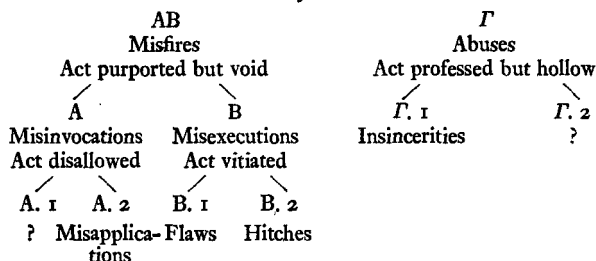 AB Γ
Misfires Abuses
Act purported but void Act professed but hollow
A B Γ. 1 Γ. 2
Misinvocations Misexecutions Insincerities ?
Act disallowed Act vitiated
A. 1 A. 2 B. 1 B. 2
? Misapplica- Flaws Hitches
tions